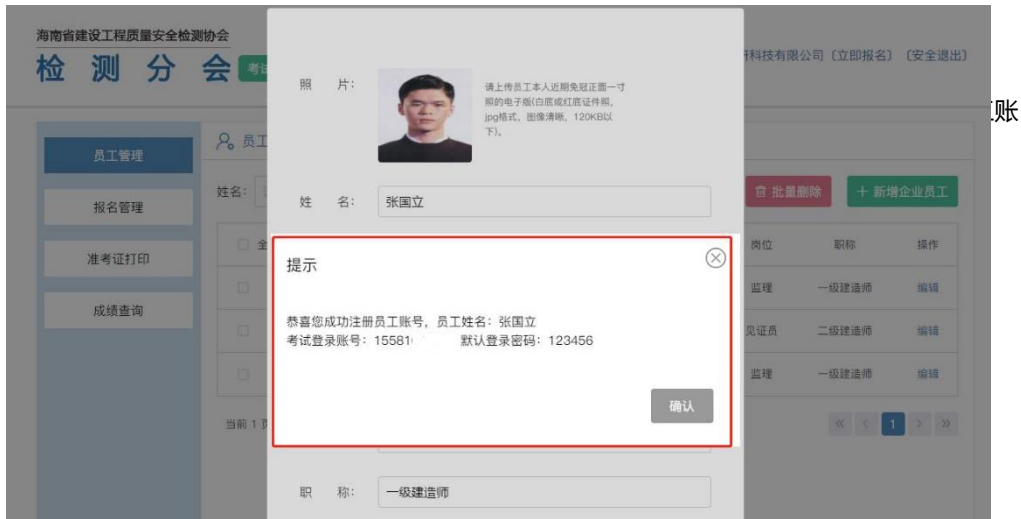 海南省建设工程质量安全检测协会
检测分会
科技有限公司（立即报名）（安全退出）
账
员工管理
报名管理
准考证打印
成绩查询
员工
姓名：
批量删除
＋ 新增企业员工
全
岗位 职称 操作
监理 一级建造师 编辑
见证员 二级建造师 编辑
监理 一级建造师 编辑
当前 1
« < 1 > »
照 片：
请上传员工本人近期免冠正面一寸
照的电子版(白底或红底证件照，
jpg格式，图像清晰，120KB以
下)。
姓 名：
张国立
提示
恭喜您成功注册员工账号，员工姓名：张国立
考试登录账号：15581 默认登录密码：123456
确认
职 称：
一级建造师